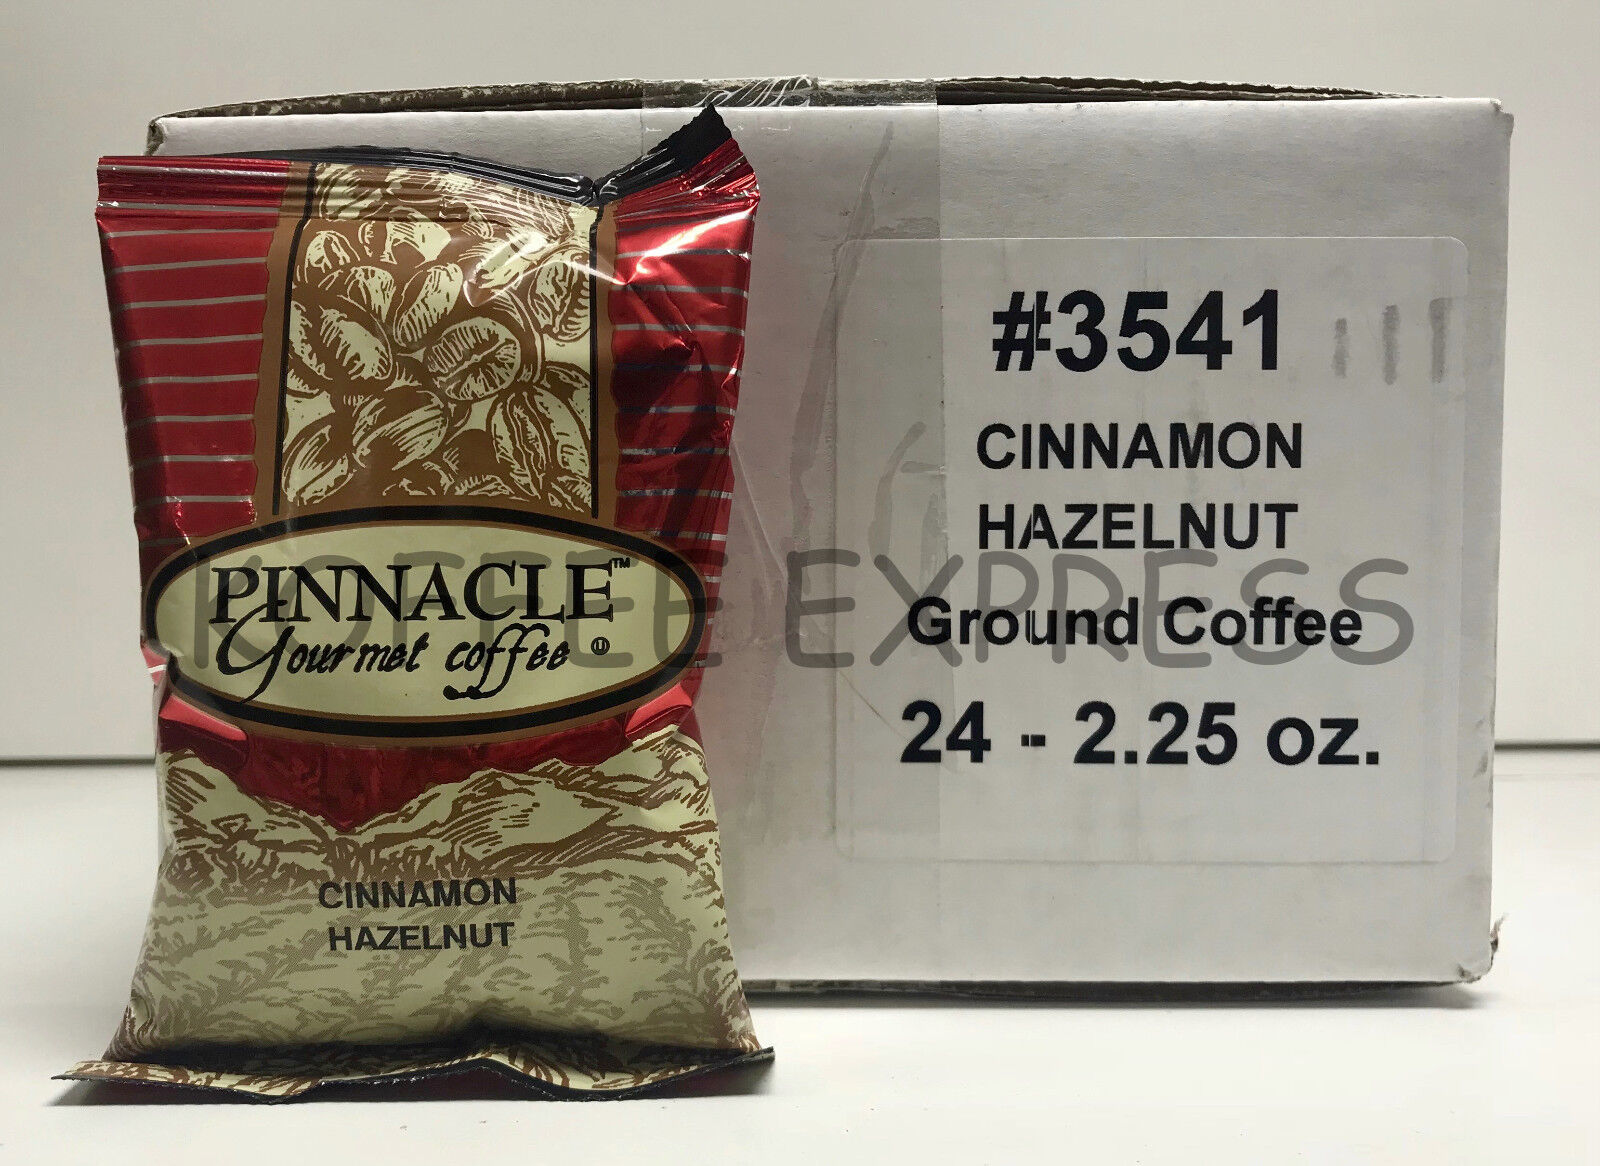 PINNACLE™
Gourmet coffee Ⓤ
CINNAMON
HAZELNUT
#3541
CINNAMON
HAZELNUT
Ground Coffee
24 - 2.25 oz.
KOFFEE EXPRESS